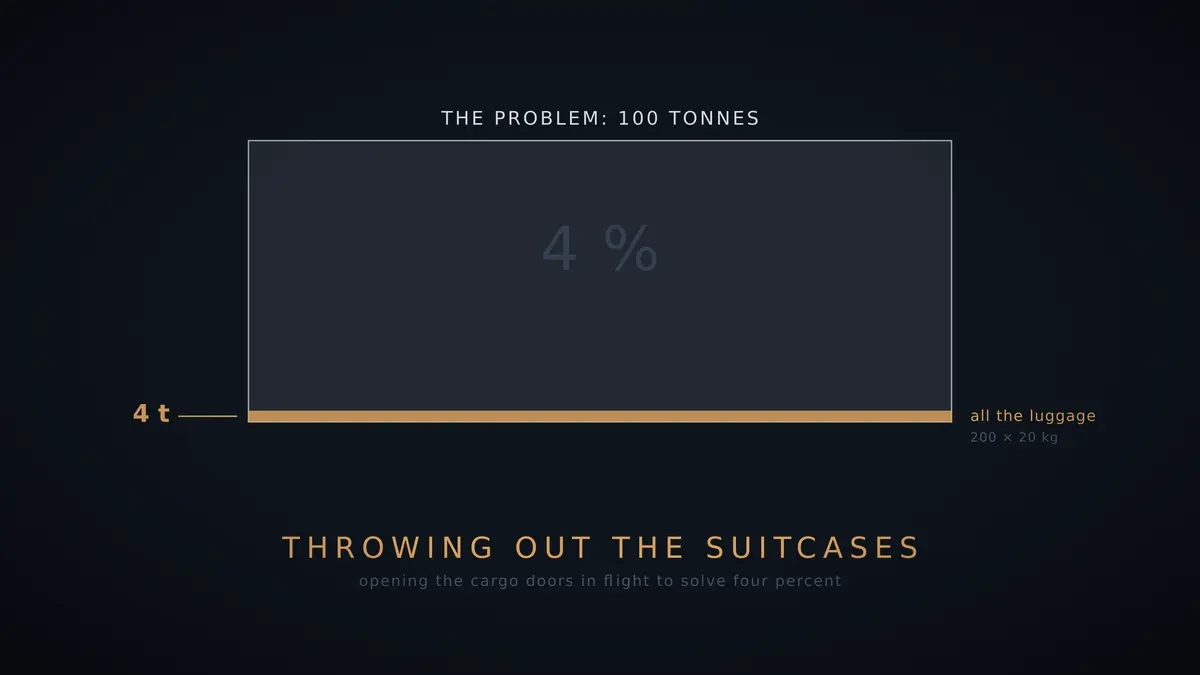 THE PROBLEM: 100 TONNES
4 %
4 t
all the luggage
200 × 20 kg
THROWING OUT THE SUITCASES
opening the cargo doors in flight to solve four percent